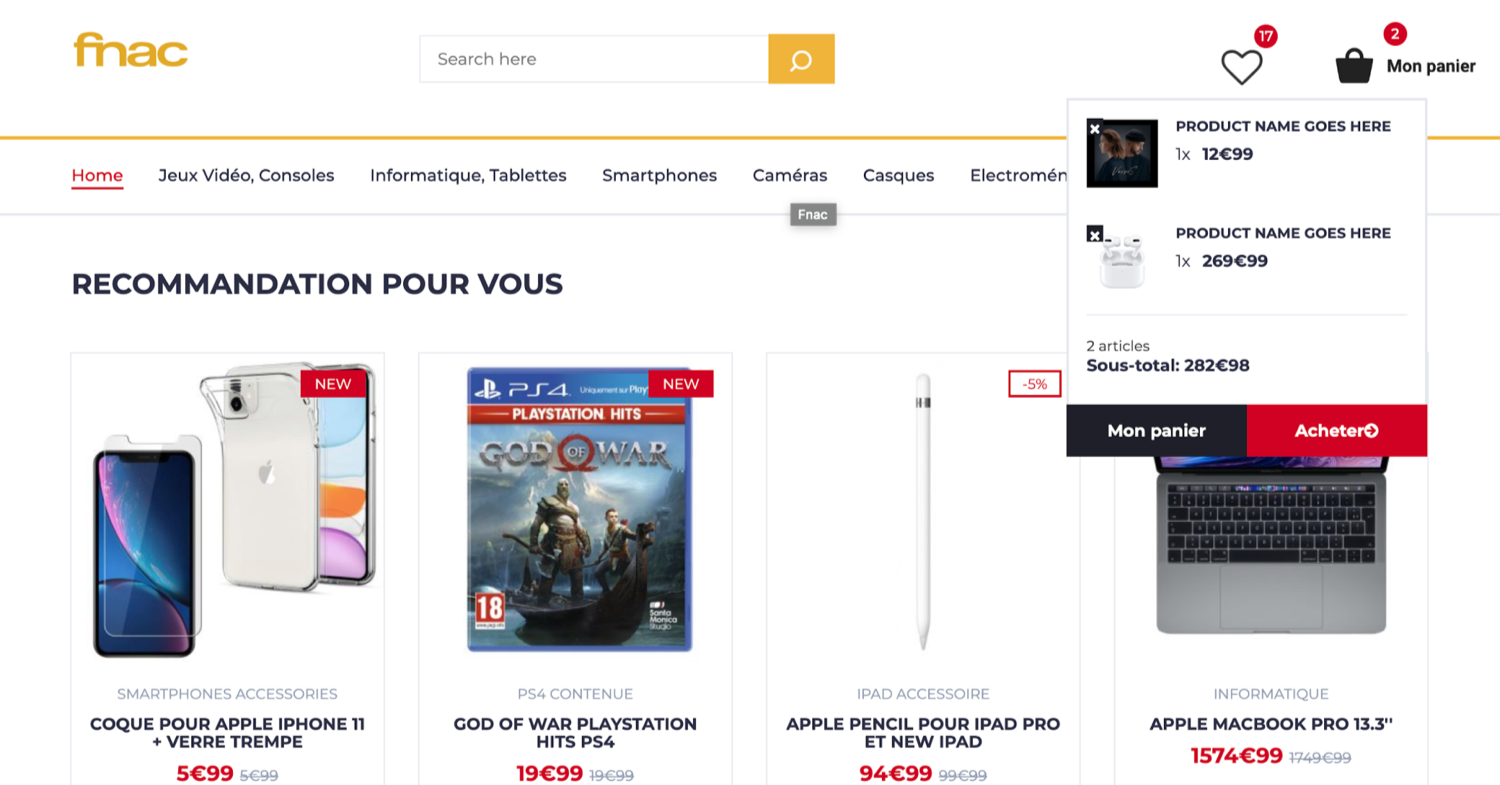 fnac
Search here
17
2
Mon panier
PRODUCT NAME GOES HERE
1x 12€99
PRODUCT NAME GOES HERE
1x 269€99
2 articles
Sous-total: 282€98
Mon panier
Acheter
Home
Jeux Vidéo, Consoles
Informatique, Tablettes
Smartphones
Caméras
Casques
Electromén
Fnac
RECOMMANDATION POUR VOUS
NEW
SMARTPHONES ACCESSORIES
COQUE POUR APPLE IPHONE 11
+ VERRE TREMPE
5€99 5€99
PS4
Uniquement sur Play
NEW
PLAYSTATION HITS
GOD OF WAR
18
Santa
Monica
Studio
PS4 CONTENUE
GOD OF WAR PLAYSTATION
HITS PS4
19€99 19€99
-5%
IPAD ACCESSOIRE
APPLE PENCIL POUR IPAD PRO
ET NEW IPAD
94€99 99€99
INFORMATIQUE
APPLE MACBOOK PRO 13.3''
1574€99 1749€99